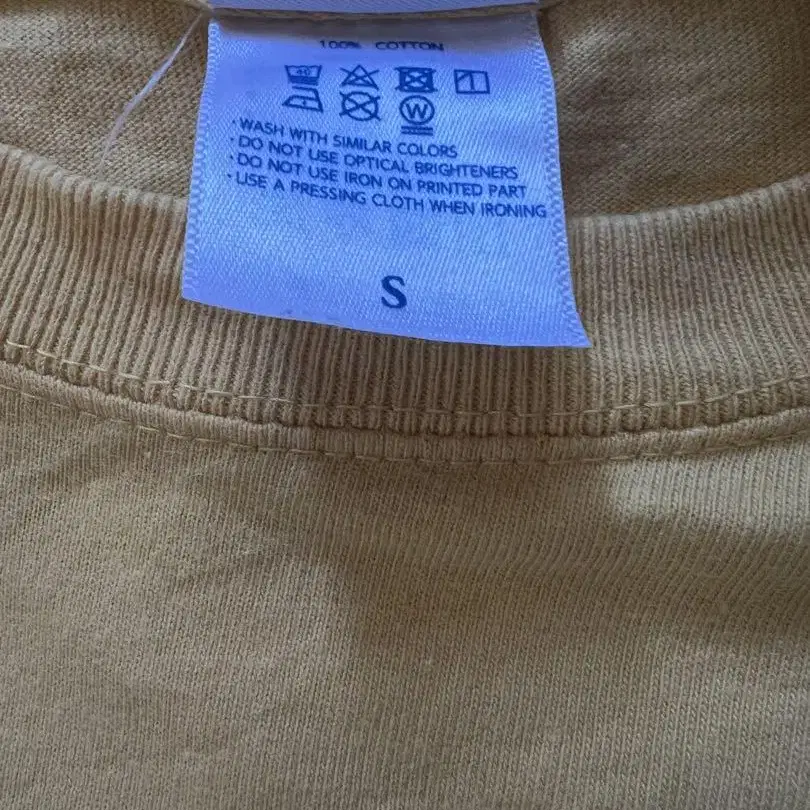 100% COTTON
40
W
· WASH WITH SIMILAR COLORS
· DO NOT USE OPTICAL BRIGHTENERS
· DO NOT USE IRON ON PRINTED PART
· USE A PRESSING CLOTH WHEN IRONING
S